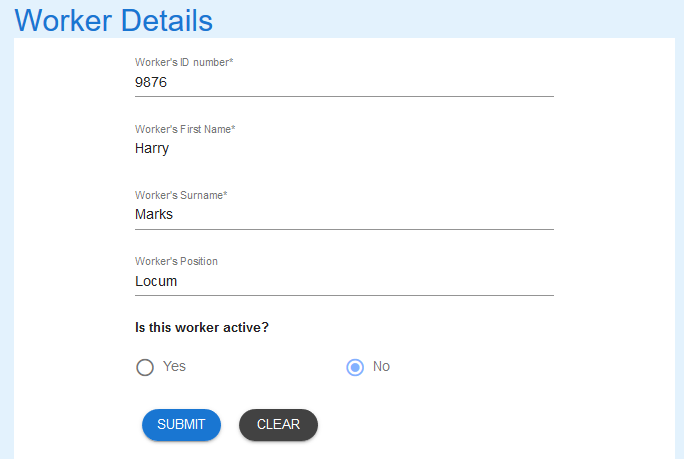 Worker Details
Worker's ID number*
9876
Worker's First Name*
Harry
Worker's Surname*
Marks
Worker's Position
Locum
Is this worker active?
Yes No
SUBMIT CLEAR